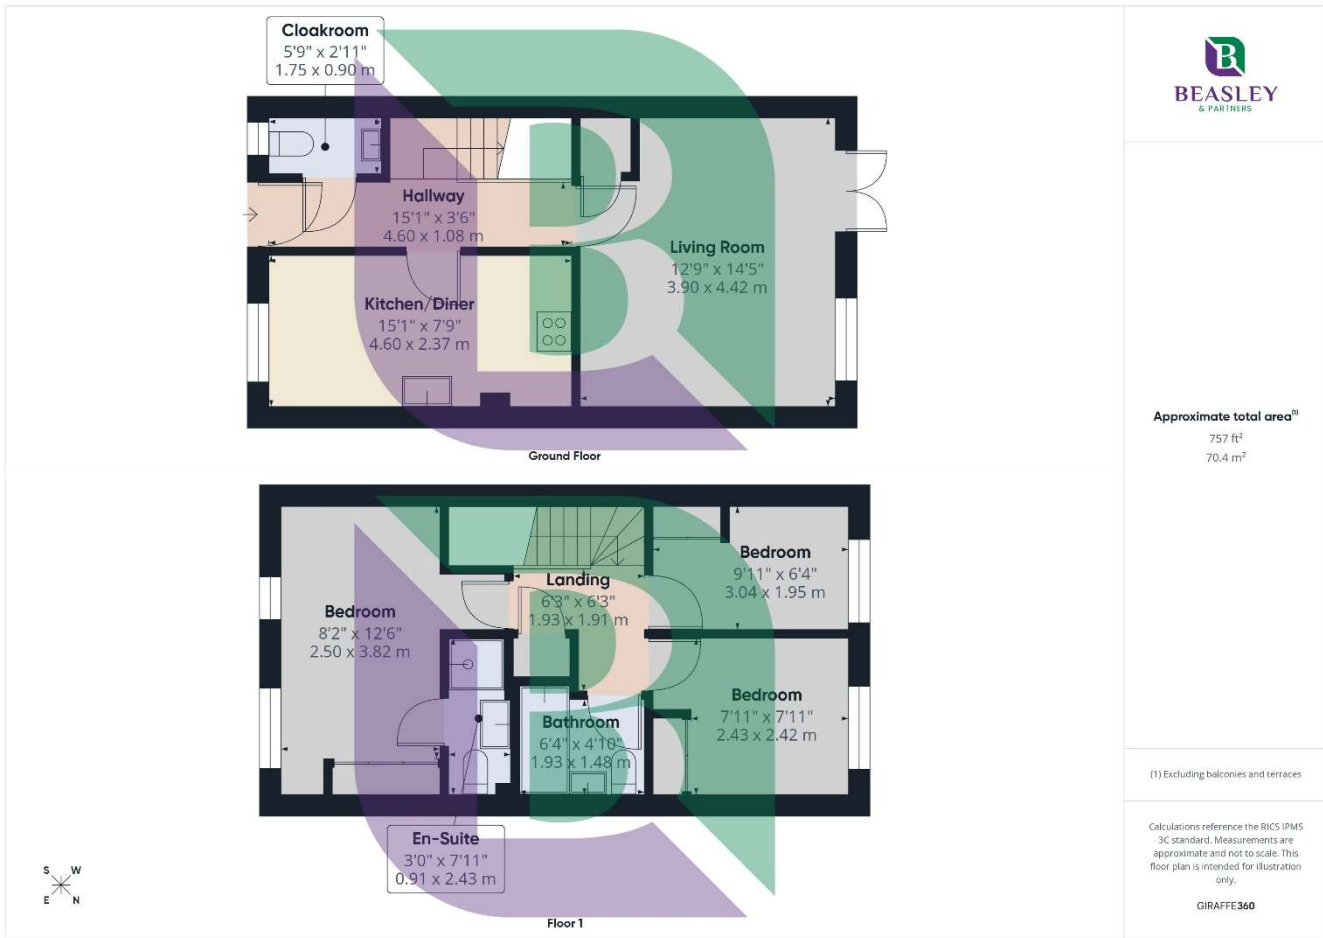 Cloakroom
5'9" x 2'11"
1.75 x 0.90 m
Hallway
15'1" x 3'6"
4.60 x 1.08 m
Living Room
12'9" x 14'5"
3.90 x 4.42 m
Kitchen/Diner
15'1" x 7'9"
4.60 x 2.37 m
Ground Floor
Bedroom
9'11" x 6'4"
3.04 x 1.95 m
Landing
6'3" x 6'3"
1.93 x 1.91 m
Bedroom
8'2" x 12'6"
2.50 x 3.82 m
Bedroom
7'11" x 7'11"
2.43 x 2.42 m
Bathroom
6'4" x 4'10"
1.93 x 1.48 m
En-Suite
3'0" x 7'11"
0.91 x 2.43 m
Floor 1
S W
E N
B
BEASLEY
& PARTNERS
Approximate total area(1)
757 ft²
70.4 m²
(1) Excluding balconies and terraces
Calculations reference the RICS IPMS
3C standard. Measurements are
approximate and not to scale. This
floor plan is intended for illustration
only.
GIRAFFE360